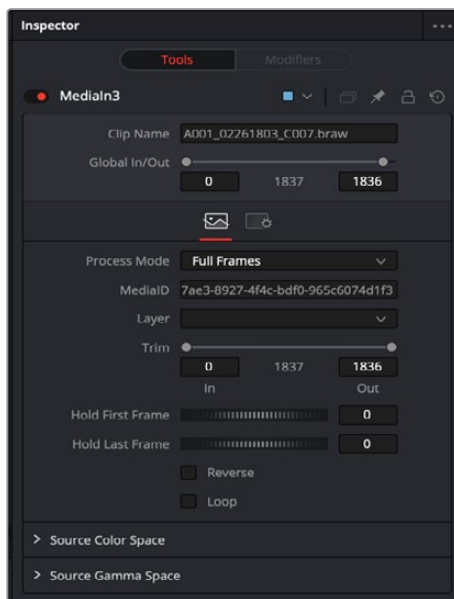 Inspector
Tools Modifiers
MediaIn3
Clip Name A001_02261803_C007.braw
Global In/Out
0 1837 1836
Process Mode Full Frames
MediaID 7ae3-8927-4f4c-bdf0-965c6074d1f3
Layer
Trim
0 1837 1836
In Out
Hold First Frame 0
Hold Last Frame 0
Reverse
Loop
Source Color Space
Source Gamma Space